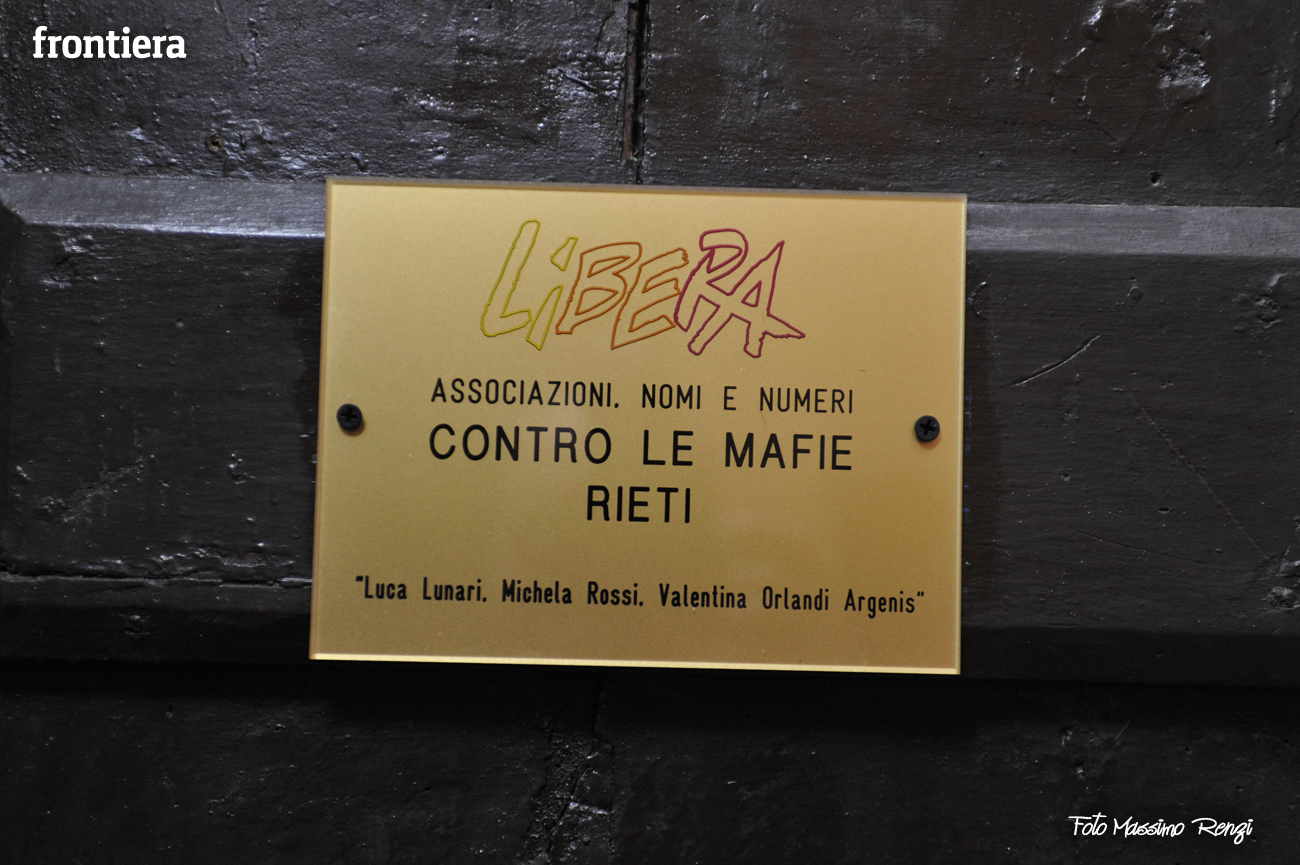 frontiera
LiBERA
ASSOCIAZIONI. NOMI E NUMERI
CONTRO LE MAFIE
RIETI
"Luca Lunari. Michela Rossi. Valentina Orlandi Argenis"
Foto Massimo Renzi